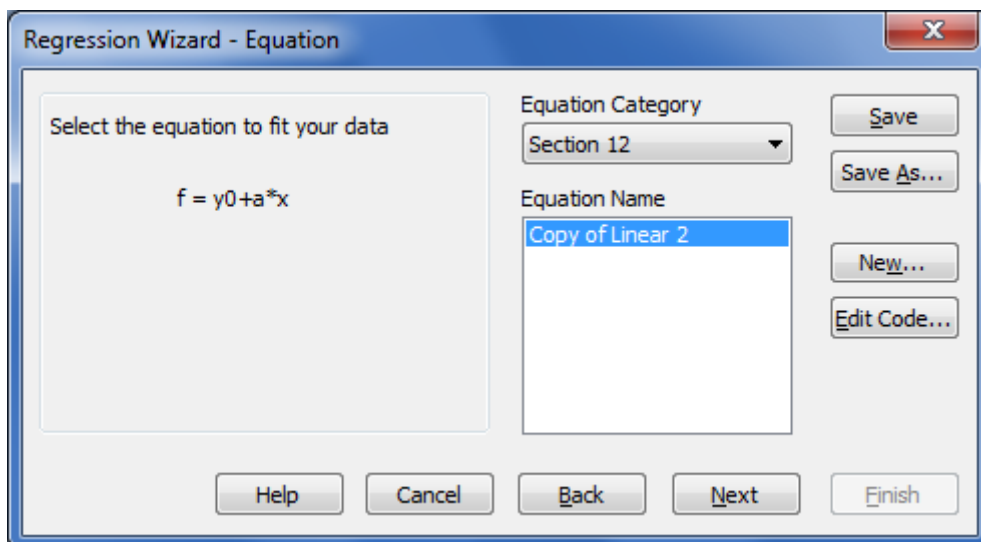 Regression Wizard - Equation
Select the equation to fit your data
f = y0+a*x
Equation Category
Section 12
Equation Name
Copy of Linear 2
Save
Save As...
New...
Edit Code...
Help
Cancel
Back
Next
Finish